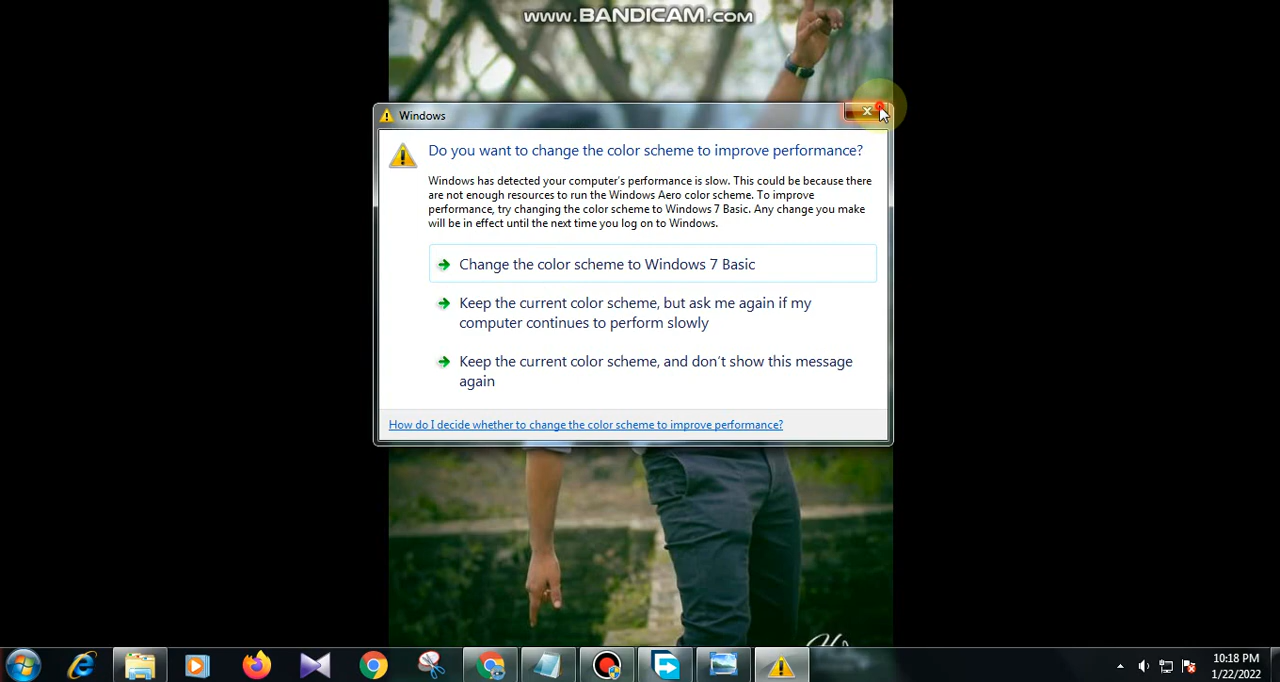 www.BANDICAM.com
Windows
Do you want to change the color scheme to improve performance?
Windows has detected your computer's performance is slow. This could be because there
are not enough resources to run the Windows Aero color scheme. To improve
performance, try changing the color scheme to Windows 7 Basic. Any change you make
will be in effect until the next time you log on to Windows.
Change the color scheme to Windows 7 Basic
Keep the current color scheme, but ask me again if my
computer continues to perform slowly
Keep the current color scheme, and don't show this message
again
How do I decide whether to change the color scheme to improve performance?
10:18 PM
1/22/2022